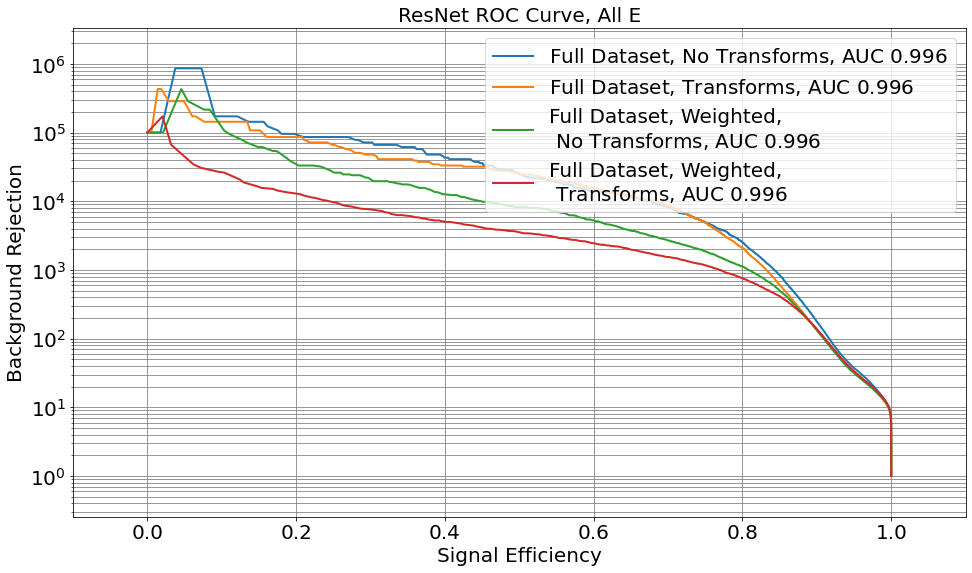 ResNet ROC Curve, All E
Full Dataset, No Transforms, AUC 0.996
Full Dataset, Transforms, AUC 0.996
Full Dataset, Weighted,
No Transforms, AUC 0.996
Full Dataset, Weighted,
Transforms, AUC 0.996
Background Rejection
10⁶
10⁵
10⁴
10³
10²
10¹
10⁰
0.0 0.2 0.4 0.6 0.8 1.0
Signal Efficiency